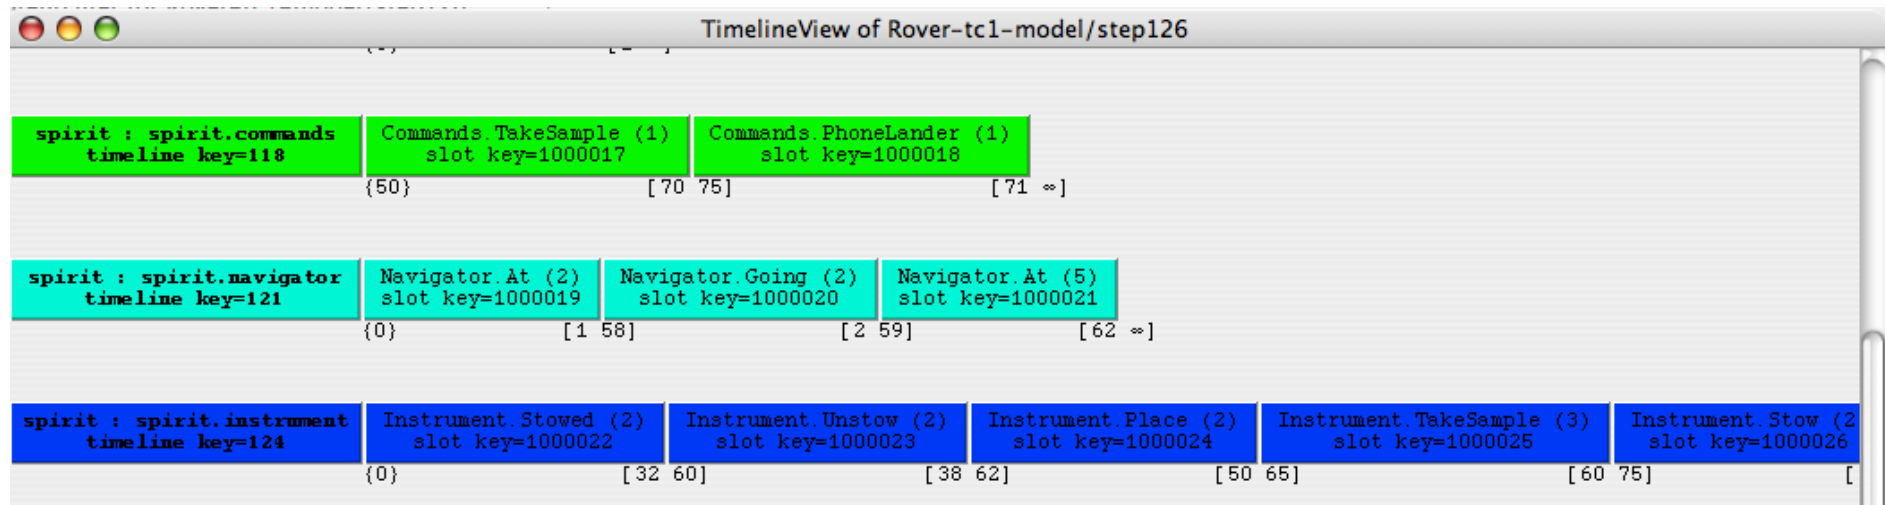 TimelineView of Rover-tc1-model/step126
spirit : spirit.commands Commands.TakeSample (1) Commands.PhoneLander (1)
timeline key=118 slot key=1000017 slot key=1000018
{50} [70 75] [71 ∞]
spirit : spirit.navigator Navigator.At (2) Navigator.Going (2) Navigator.At (5)
timeline key=121 slot key=1000019 slot key=1000020 slot key=1000021
{0} [1 58] [2 59] [62 ∞]
spirit : spirit.instrument Instrument.Stowed (2) Instrument.Unstow (2) Instrument.Place (2) Instrument.TakeSample (3) Instrument.Stow (2
timeline key=124 slot key=1000022 slot key=1000023 slot key=1000024 slot key=1000025 slot key=1000026
{0} [32 60] [38 62] [50 65] [60 75] [